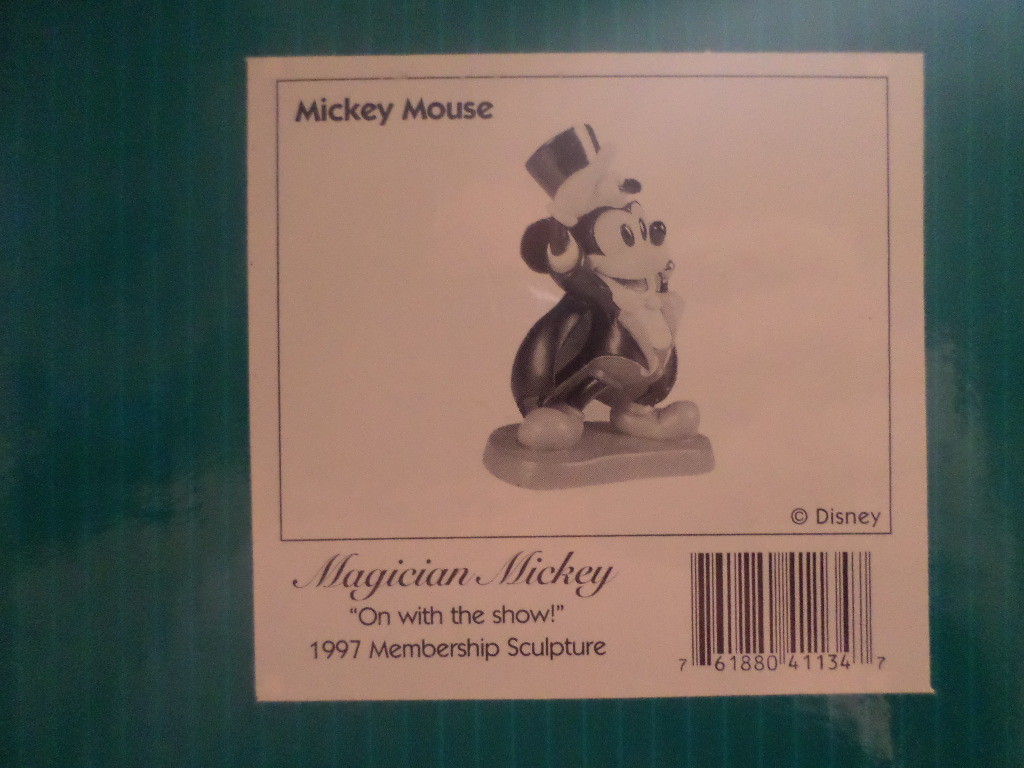 Mickey Mouse
© Disney
Magician Mickey
“On with the show!”
1997 Membership Sculpture
7 61880 41134 7